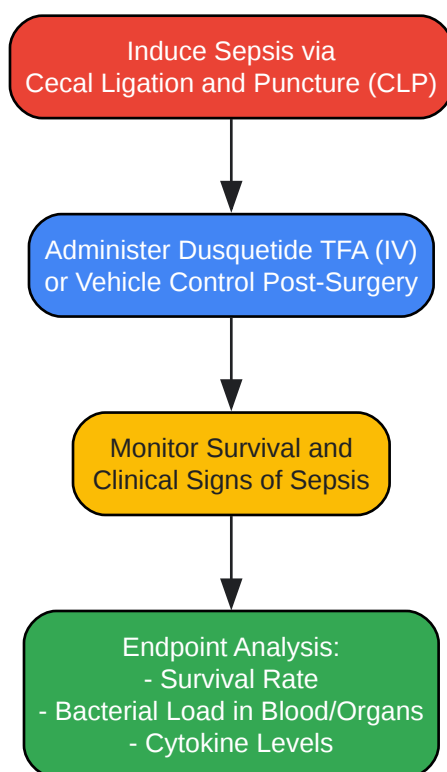 Induce Sepsis via
Cecal Ligation and Puncture (CLP)
Administer Dusquetide TFA (IV)
or Vehicle Control Post-Surgery
Monitor Survival and
Clinical Signs of Sepsis
Endpoint Analysis:
- Survival Rate
- Bacterial Load in Blood/Organs
- Cytokine Levels